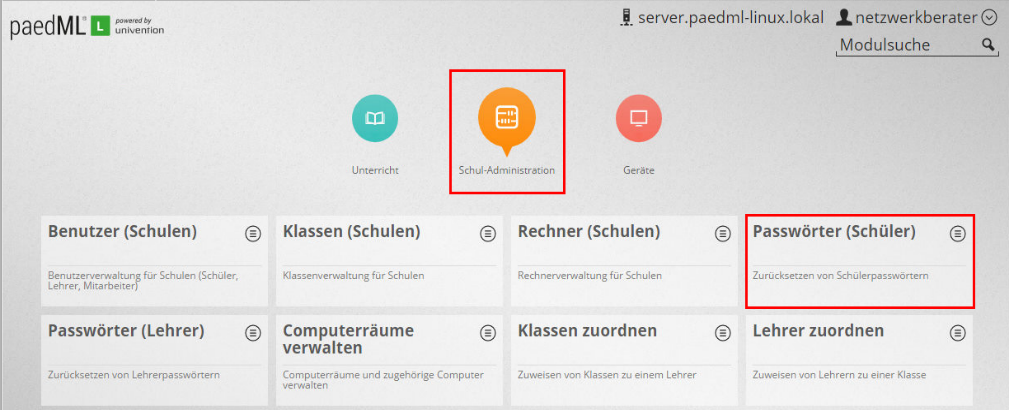 paedML® L powered by
univention
server.paedml-linux.lokal netzwerkberater
Modulsuche
Unterricht Schul-Administration Geräte
Benutzer (Schulen) Klassen (Schulen) Rechner (Schulen) Passwörter (Schüler)
Benutzerverwaltung für Schulen (Schüler,
Lehrer, Mitarbeiter)
Klassenverwaltung für Schulen
Rechnerverwaltung für Schulen
Zurücksetzen von Schülerpasswörtern
Passwörter (Lehrer)
Zurücksetzen von Lehrerpasswörtern
Computerräume
verwalten
Computerräume und zugehörige Computer
verwalten
Klassen zuordnen
Zuweisen von Klassen zu einem Lehrer
Lehrer zuordnen
Zuweisen von Lehrern zu einer Klasse